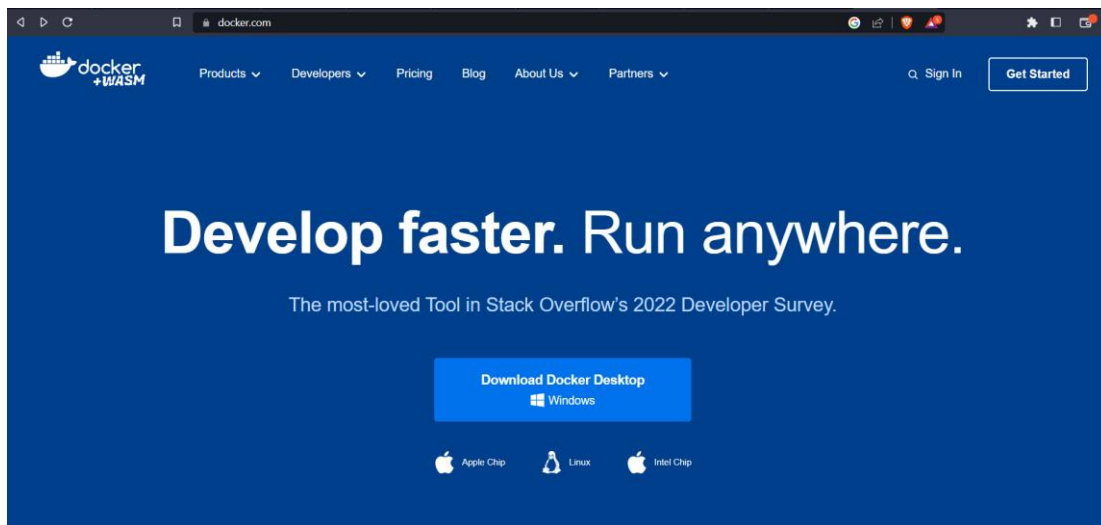 docker.com
docker
+WASM
Products
Developers
Pricing
Blog
About Us
Partners
Sign In
Get Started
Develop faster. Run anywhere.
The most-loved Tool in Stack Overflow's 2022 Developer Survey.
Download Docker Desktop
Windows
Apple Chip
Linux
Intel Chip